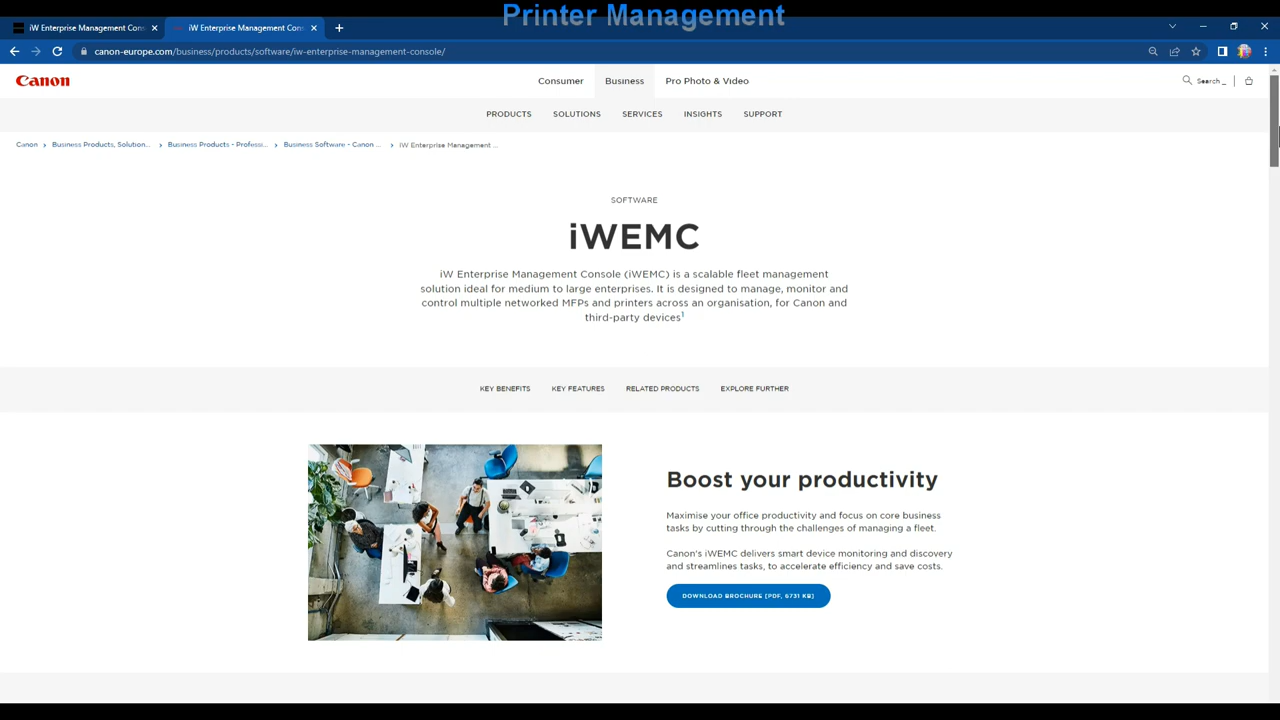 Printer Management
iW Enterprise Management Cons
iW Enterprise Management Cons
canon-europe.com/business/products/software/iw-enterprise-management-console/
Canon
Consumer
Business
Pro Photo & Video
Search _
PRODUCTS
SOLUTIONS
SERVICES
INSIGHTS
SUPPORT
Canon
Business Products, Solution...
Business Products - Professi...
Business Software - Canon ...
iW Enterprise Management ...
SOFTWARE
iWEMC
iW Enterprise Management Console (iWEMC) is a scalable fleet management
solution ideal for medium to large enterprises. It is designed to manage, monitor and
control multiple networked MFPs and printers across an organisation, for Canon and
third-party devices1
KEY BENEFITS
KEY FEATURES
RELATED PRODUCTS
EXPLORE FURTHER
Boost your productivity
Maximise your office productivity and focus on core business
tasks by cutting through the challenges of managing a fleet.
Canon's iWEMC delivers smart device monitoring and discovery
and streamlines tasks, to accelerate efficiency and save costs.
DOWNLOAD BROCHURE [PDF, 6731 KB]